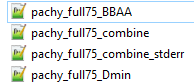 pachy_full75_BBAA
pachy_full75_combine
pachy_full75_combine_stderr
pachy_full75_Dmin